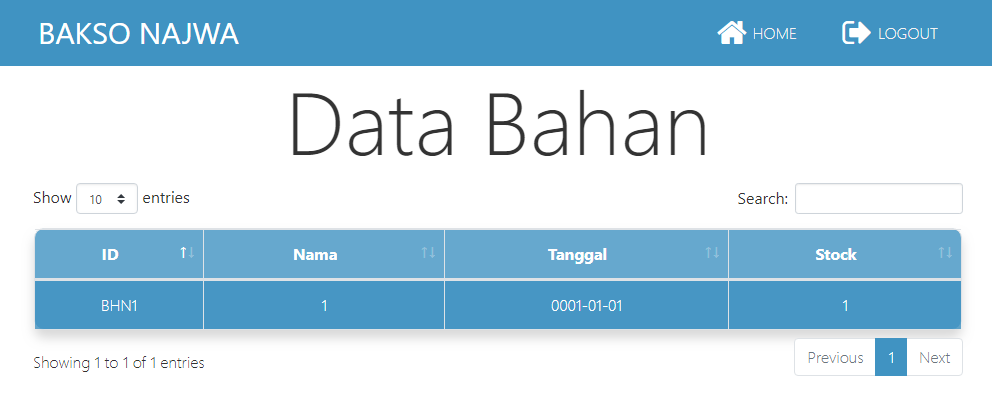 BAKSO NAJWA HOME LOGOUT
Data Bahan
Show 10 entries Search:
ID Nama Tanggal Stock
BHN1 1 0001-01-01 1
Showing 1 to 1 of 1 entries Previous 1 Next